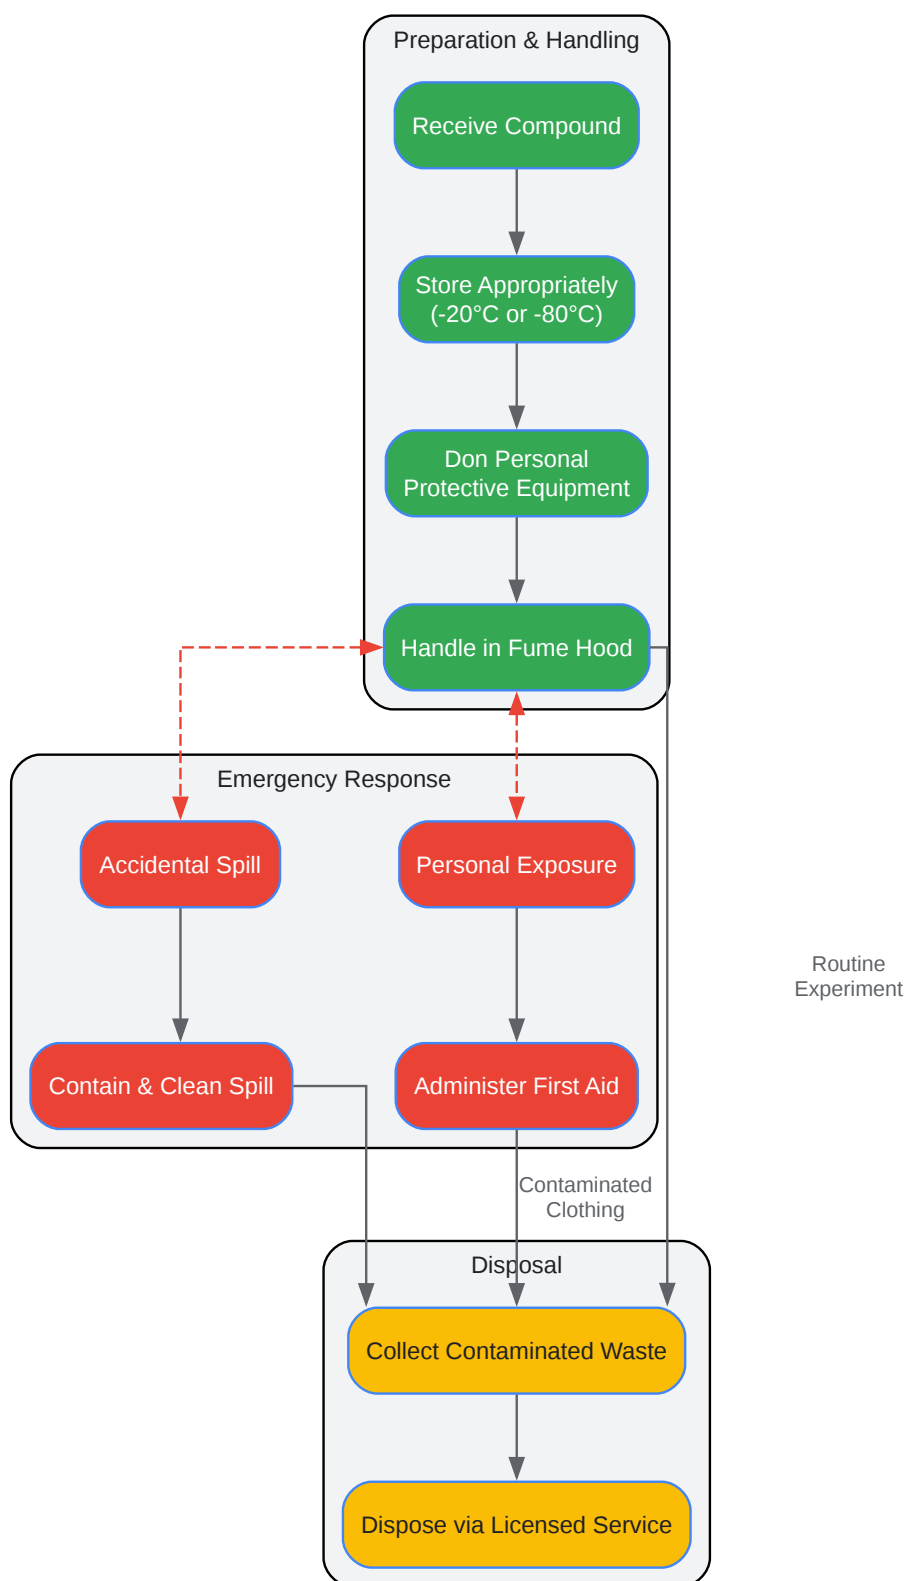 Preparation & Handling
Receive Compound
Store Appropriately
(-20°C or -80°C)
Don Personal
Protective Equipment
Handle in Fume Hood
Emergency Response
Accidental Spill
Personal Exposure
Routine
Experiment
Contain & Clean Spill
Administer First Aid
Contaminated
Clothing
Disposal
Collect Contaminated Waste
Dispose via Licensed Service